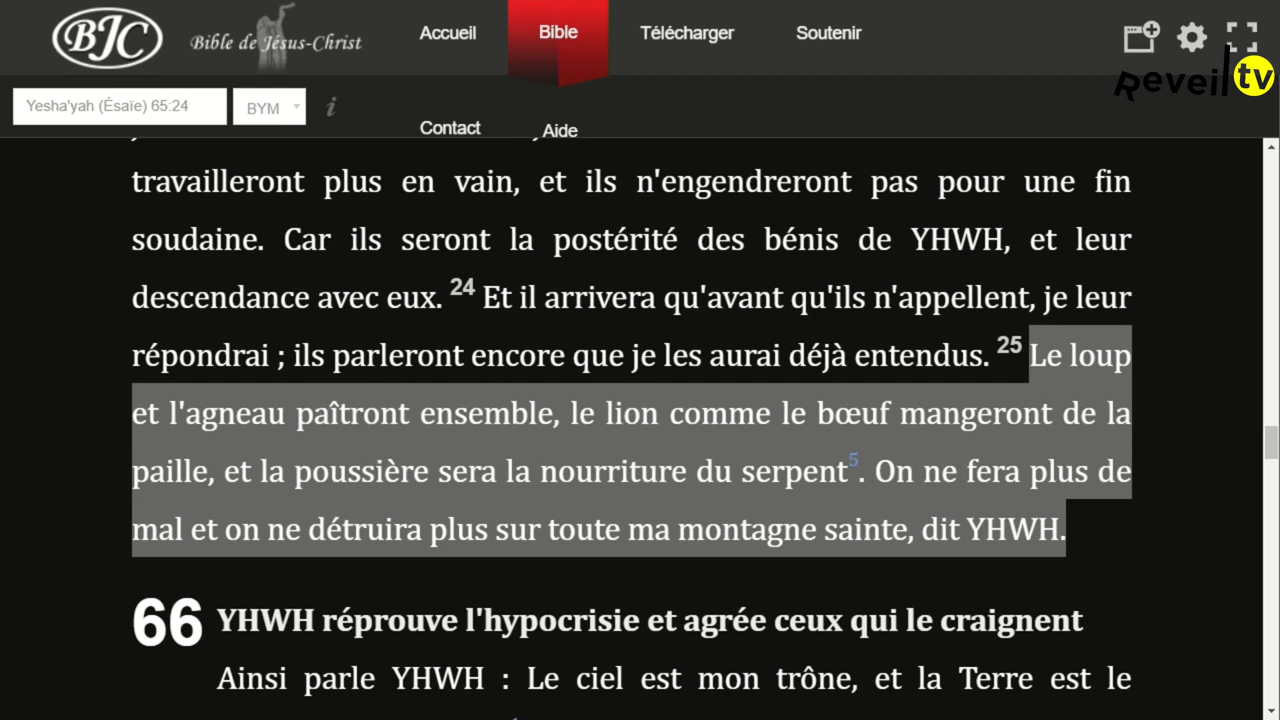 BJC
Bible de Jésus-Christ
Accueil
Bible
Télécharger
Soutenir
Reveil tv
Yesha'yah (Ésaïe) 65:24
BYM
i
Contact
Aide
travailleront plus en vain, et ils n'engendreront pas pour une fin
soudaine. Car ils seront la postérité des bénis de YHWH, et leur
descendance avec eux. 24 Et il arrivera qu'avant qu'ils n'appellent, je leur
répondrai ; ils parleront encore que je les aurai déjà entendus. 25 Le loup
et l'agneau paîtront ensemble, le lion comme le bœuf mangeront de la
paille, et la poussière sera la nourriture du serpent5. On ne fera plus de
mal et on ne détruira plus sur toute ma montagne sainte, dit YHWH.
66 YHWH réprouve l'hypocrisie et agrée ceux qui le craignent
Ainsi parle YHWH : Le ciel est mon trône, et la Terre est le